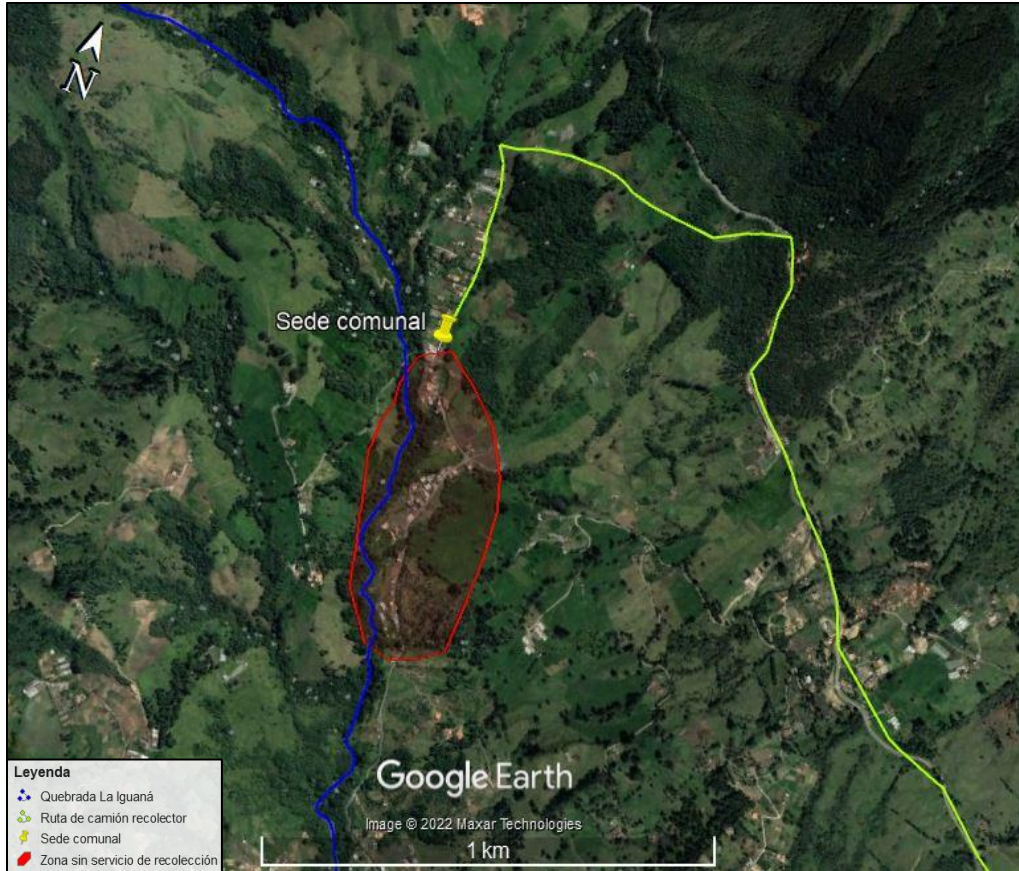 N
Sede comunal
Google Earth
Image © 2022 Maxar Technologies
1 km
Leyenda
Quebrada La Iguaná
Ruta de camión recolector
Sede comunal
Zona sin servicio de recolección